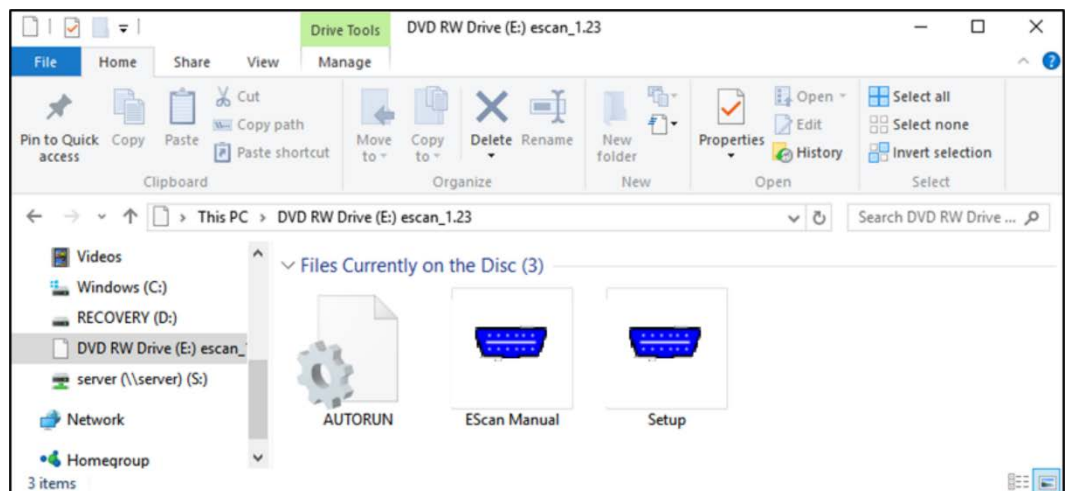 Drive Tools
DVD RW Drive (E:) escan_1.23
File
Home
Share
View
Manage
Pin to Quick access
Copy
Paste
Cut
Copy path
Paste shortcut
Clipboard
Move to
Copy to
Delete
Rename
Organize
New folder
New
Properties
Open
Edit
History
Open
Select all
Select none
Invert selection
Select
This PC > DVD RW Drive (E:) escan_1.23
Search DVD RW Drive ...
Videos
Windows (C:)
RECOVERY (D:)
DVD RW Drive (E:) escan_
server (\\server) (S:)
Network
Homegroup
Files Currently on the Disc (3)
AUTORUN
EScan Manual
Setup
3 items